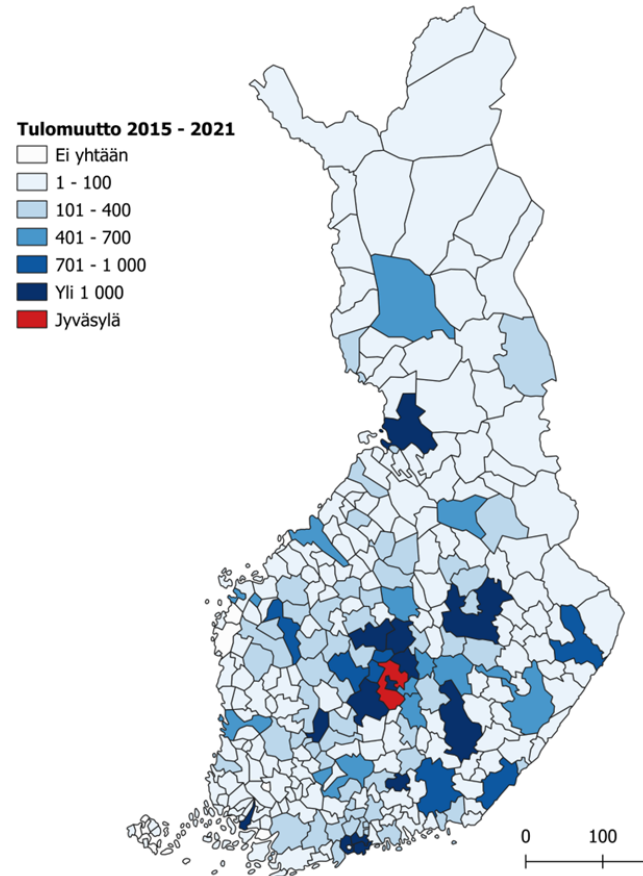 Tulomuutto 2015 - 2021
Ei yhtään
1 - 100
101 - 400
401 - 700
701 - 1 000
Yli 1 000
Jyväsylä
0 100